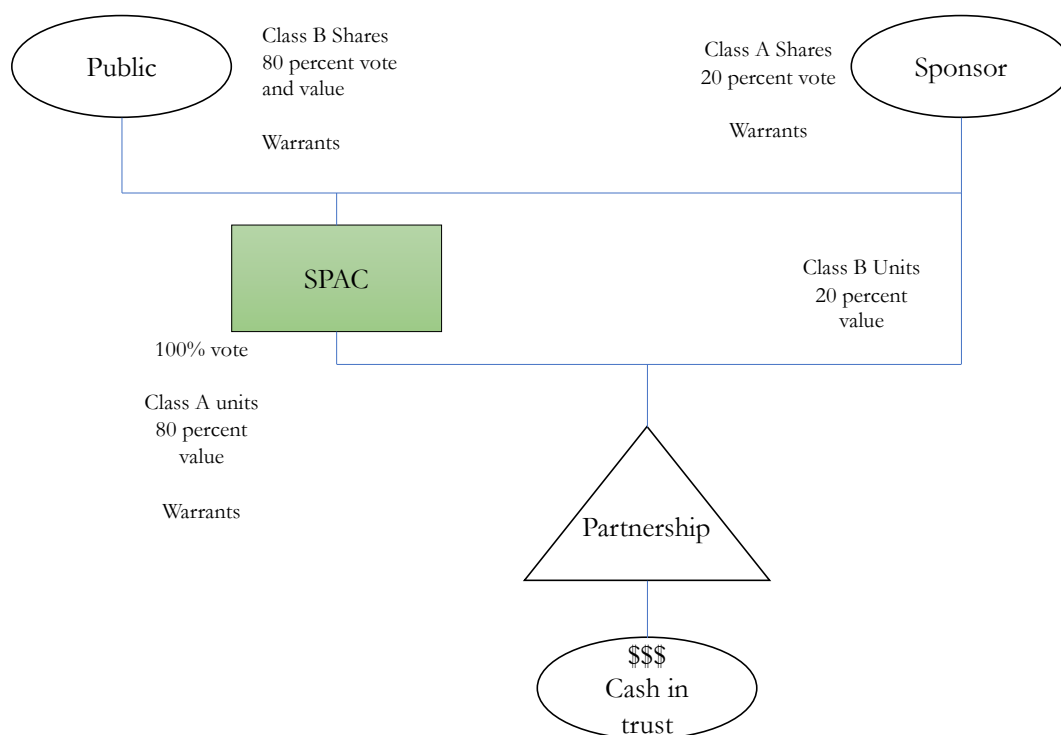 Public
Class B Shares
80 percent vote
and value
Warrants
Class A Shares
20 percent vote
Warrants
Sponsor
SPAC
Class B Units
20 percent
value
100% vote
Class A units
80 percent
value
Warrants
Partnership
$$$
Cash in
trust